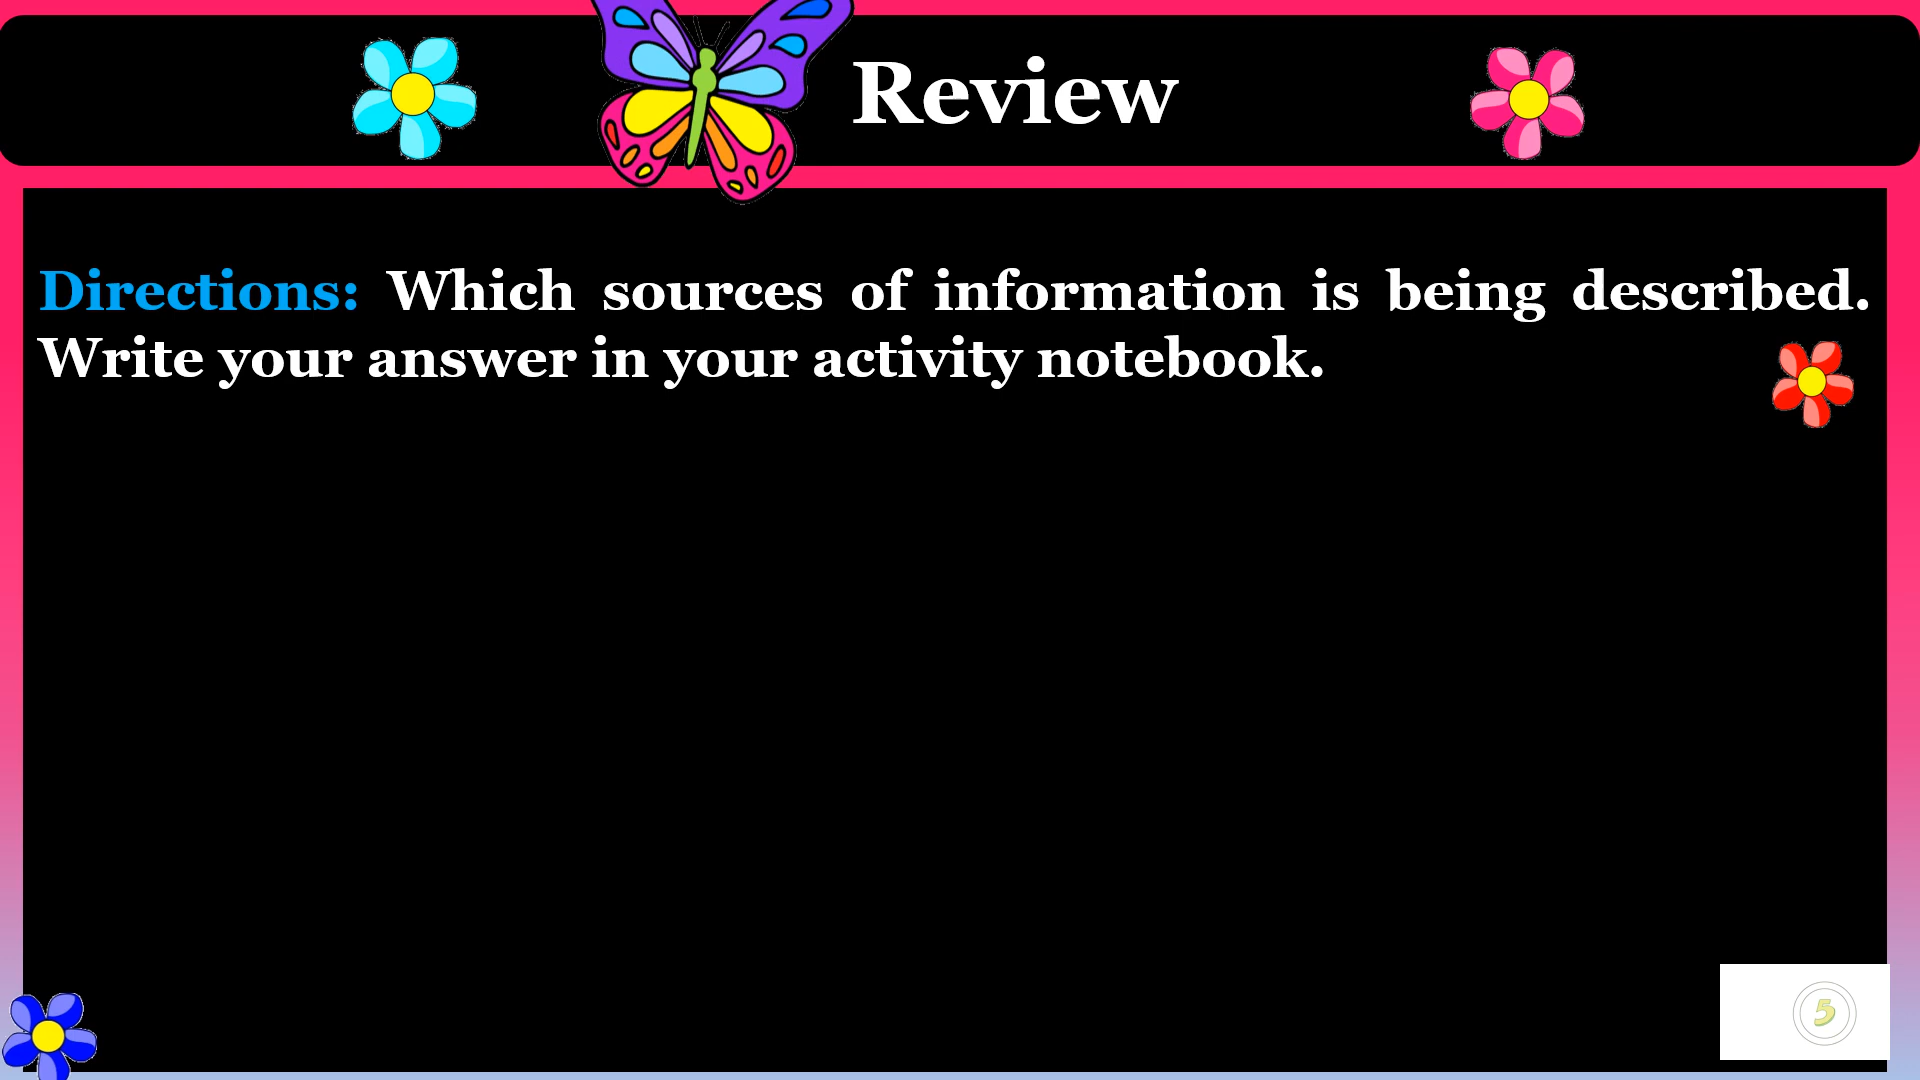 Review
Directions: Which sources of information is being described.
Write your answer in your activity notebook.
5